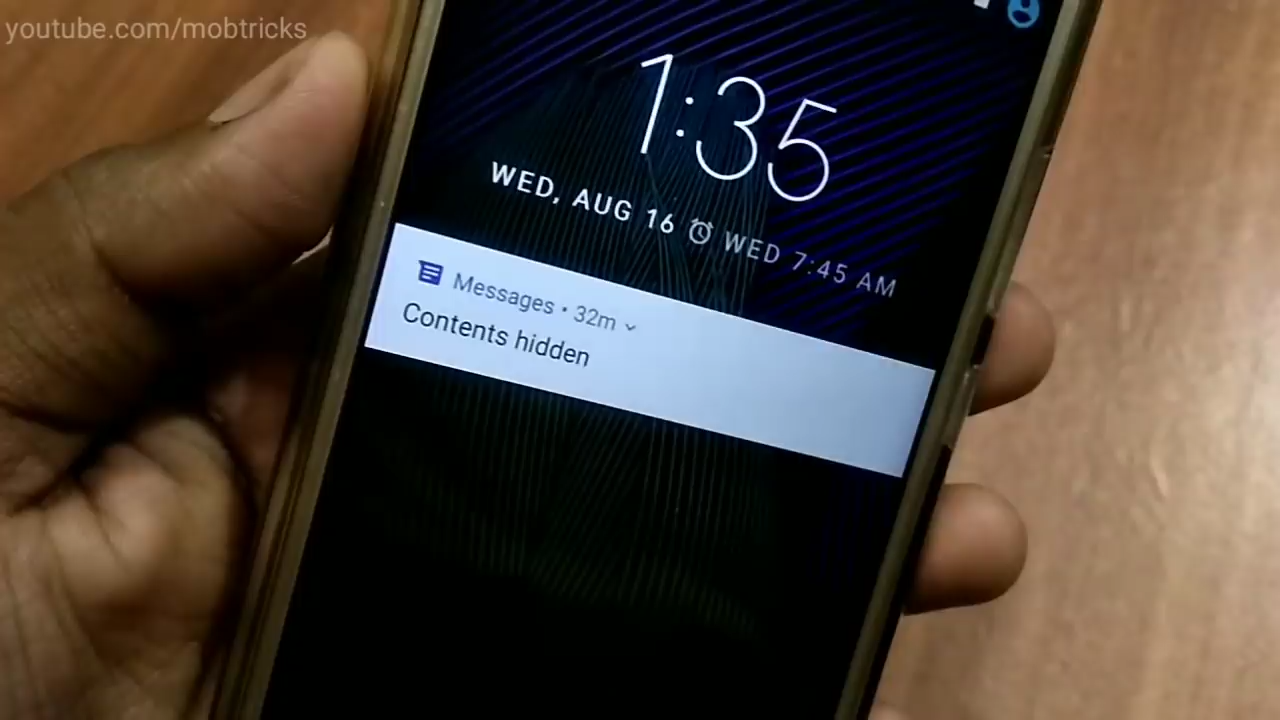 youtube.com/mobtricks
1:35
WED, AUG 16 WED 7:45 AM
Messages • 32m
Contents hidden